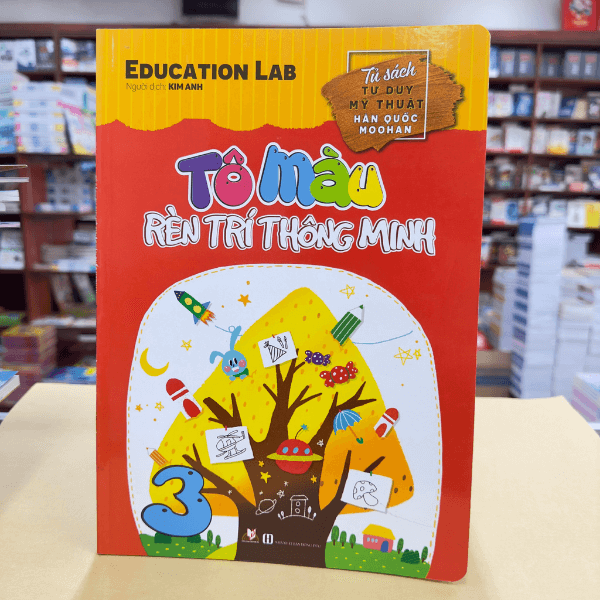 EDUCATION LAB
Người dịch: KIM ANH
Tủ sách
TƯ DUY
MỸ THUẬT
HÀN QUỐC
MOOHAN
TÔ MÀU
RÈN TRÍ THÔNG MINH
3